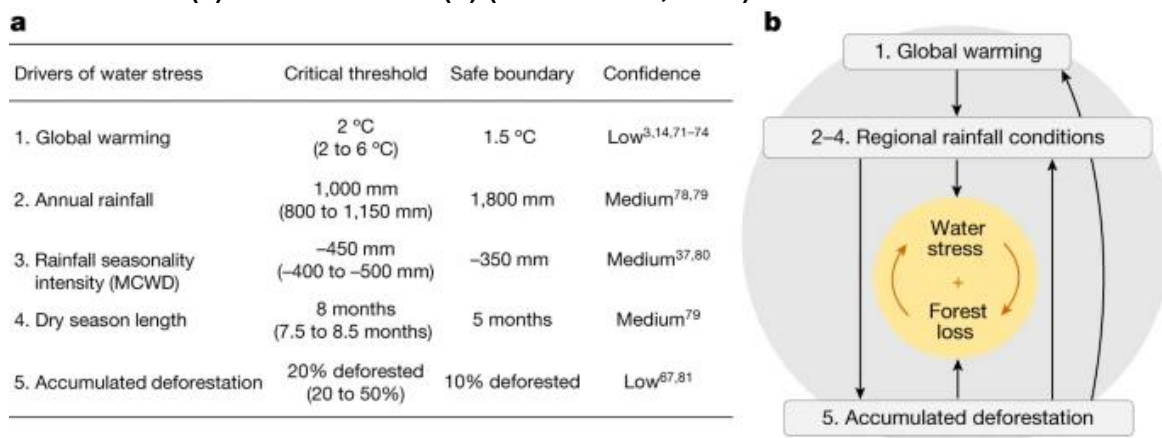 a
Drivers of water stress Critical threshold Safe boundary Confidence
1. Global warming 2 ºC (2 to 6 ºC) 1.5 ºC Low3,14,71–74
2. Annual rainfall 1,000 mm (800 to 1,150 mm) 1,800 mm Medium78,79
3. Rainfall seasonality intensity (MCWD) –450 mm (–400 to –500 mm) –350 mm Medium37,80
4. Dry season length 8 months (7.5 to 8.5 months) 5 months Medium79
5. Accumulated deforestation 20% deforested (20 to 50%) 10% deforested Low67,81
b
1. Global warming
2–4. Regional rainfall conditions
Water
stress
+
Forest
loss
5. Accumulated deforestation